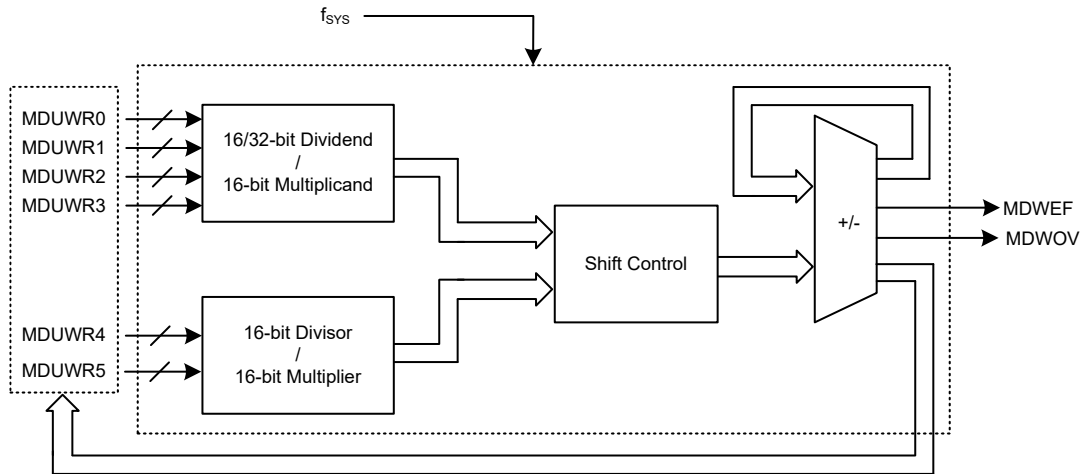 fSYS
MDUWR0
MDUWR1
MDUWR2
MDUWR3
16/32-bit Dividend
/
16-bit Multiplicand
MDUWR4
MDUWR5
16-bit Divisor
/
16-bit Multiplier
Shift Control
+/-
MDWEF
MDWOV